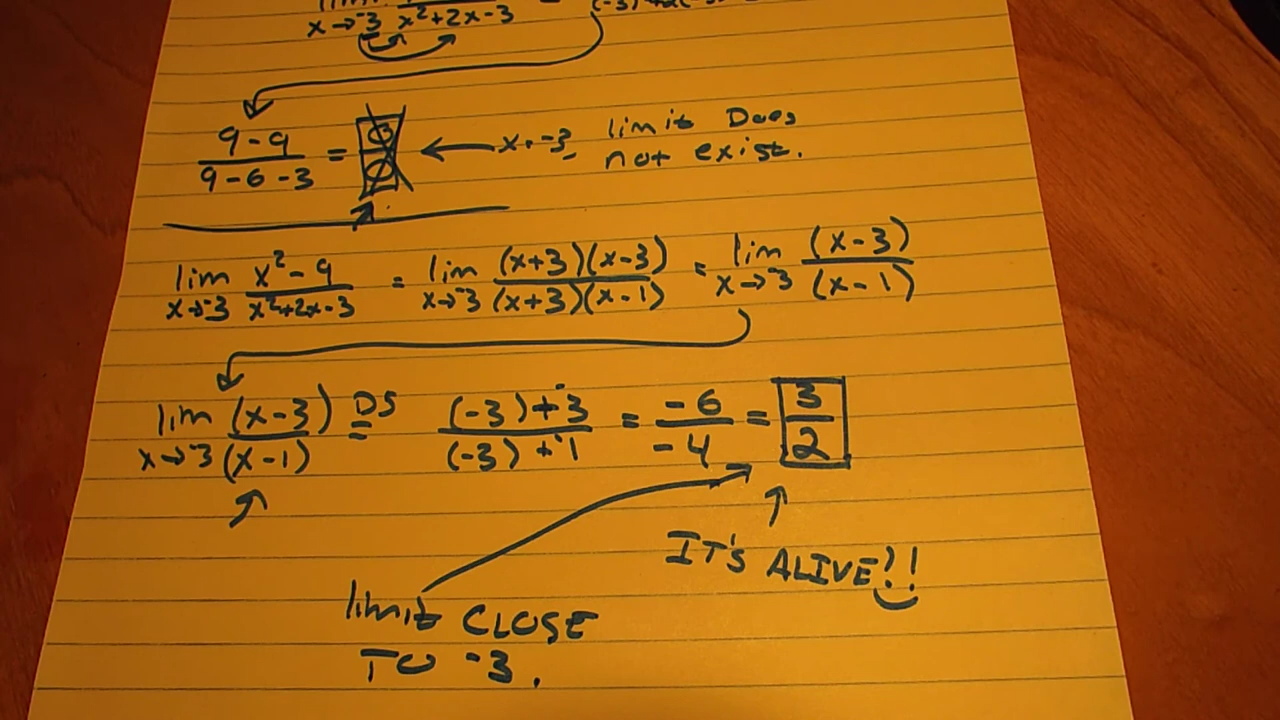 x→-3 x²+2x-3
9-9 / 9-6-3 = 0/0 ← x→-3 limit Does not exist.
lim x→-3 x²-9 / x²+2x-3 = lim x→-3 (x+3)(x-3) / (x+3)(x-1) = lim x→-3 (x-3) / (x-1)
lim x→-3 (x-3) / (x-1) DS = (-3)+-3 / (-3)+-1 = -6 / -4 = 3 / 2
IT'S ALIVE!!
limit CLOSE
TO -3.